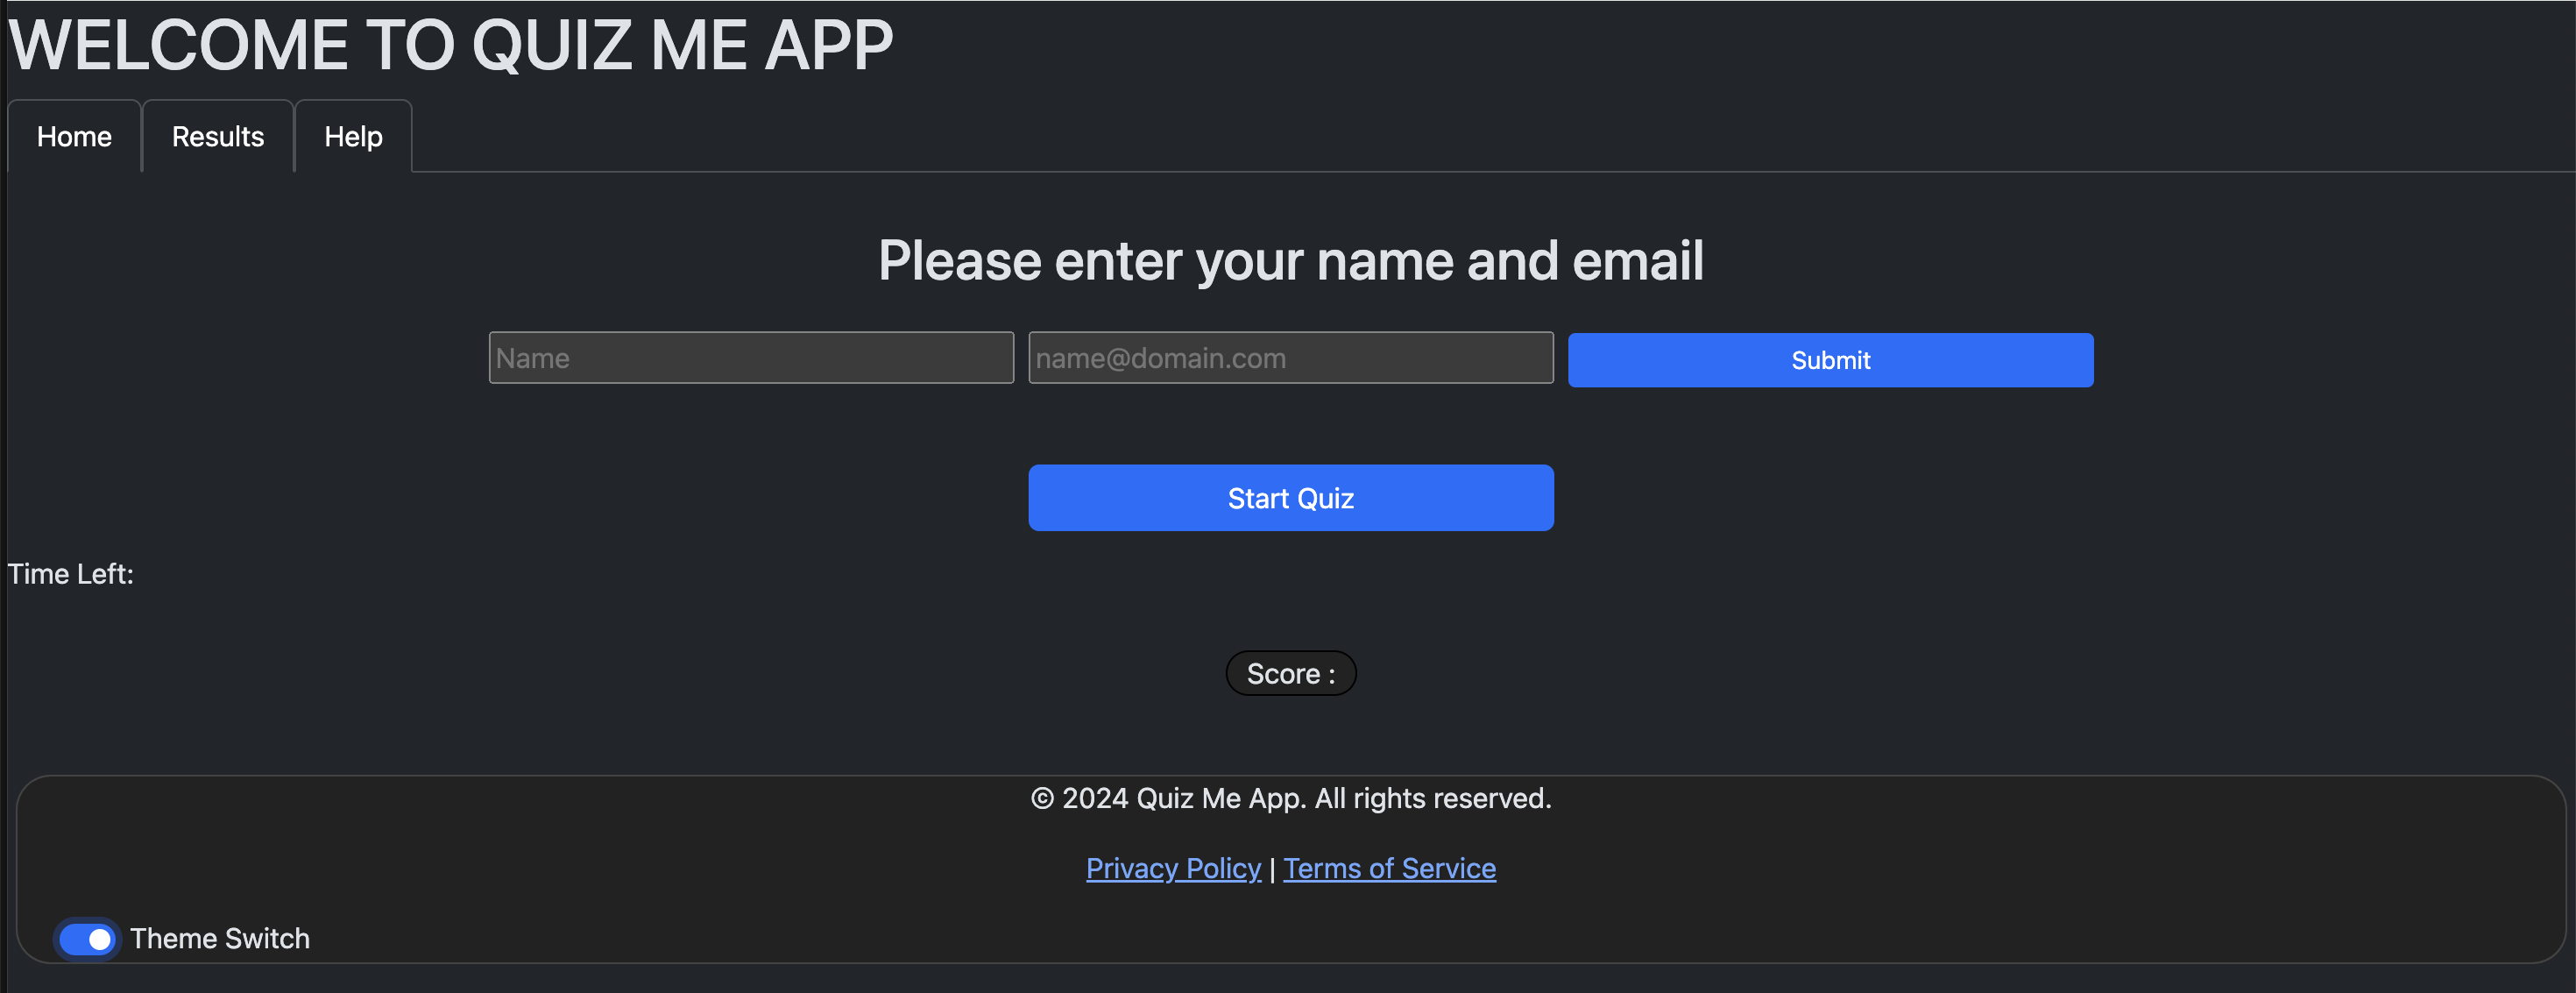 WELCOME TO QUIZ ME APP
Home Results Help
Please enter your name and email
Name name@domain.com Submit
Start Quiz
Time Left:
Score :
© 2024 Quiz Me App. All rights reserved.
Privacy Policy | Terms of Service
Theme Switch